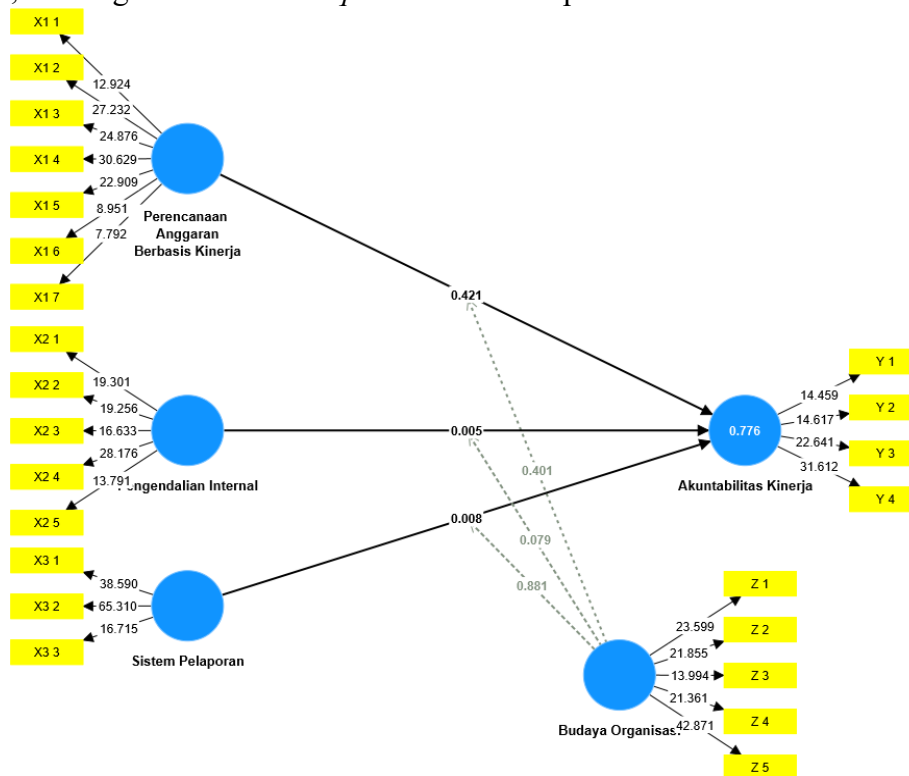 X1 1
X1 2
X1 3
X1 4
X1 5
X1 6
X1 7
12.924
27.232
24.876
30.629
22.909
8.951
7.792
Perencanaan
Anggaran
Berbasis Kinerja
0.421
X2 1
X2 2
X2 3
X2 4
X2 5
19.301
19.256
16.633
28.176
13.791
Internal
0.005
X3 1
X3 2
X3 3
38.590
65.310
16.715
Sistem Pelaporan
0.008
0.401
0.079
0.881
0.776
Akuntabilitas Kinerja
14.459
14.617
22.641
31.612
Y 1
Y 2
Y 3
Y 4
Z 1
Z 2
Z 3
Z 4
Z 5
23.599
21.855
13.994
21.361
42.871
Budaya